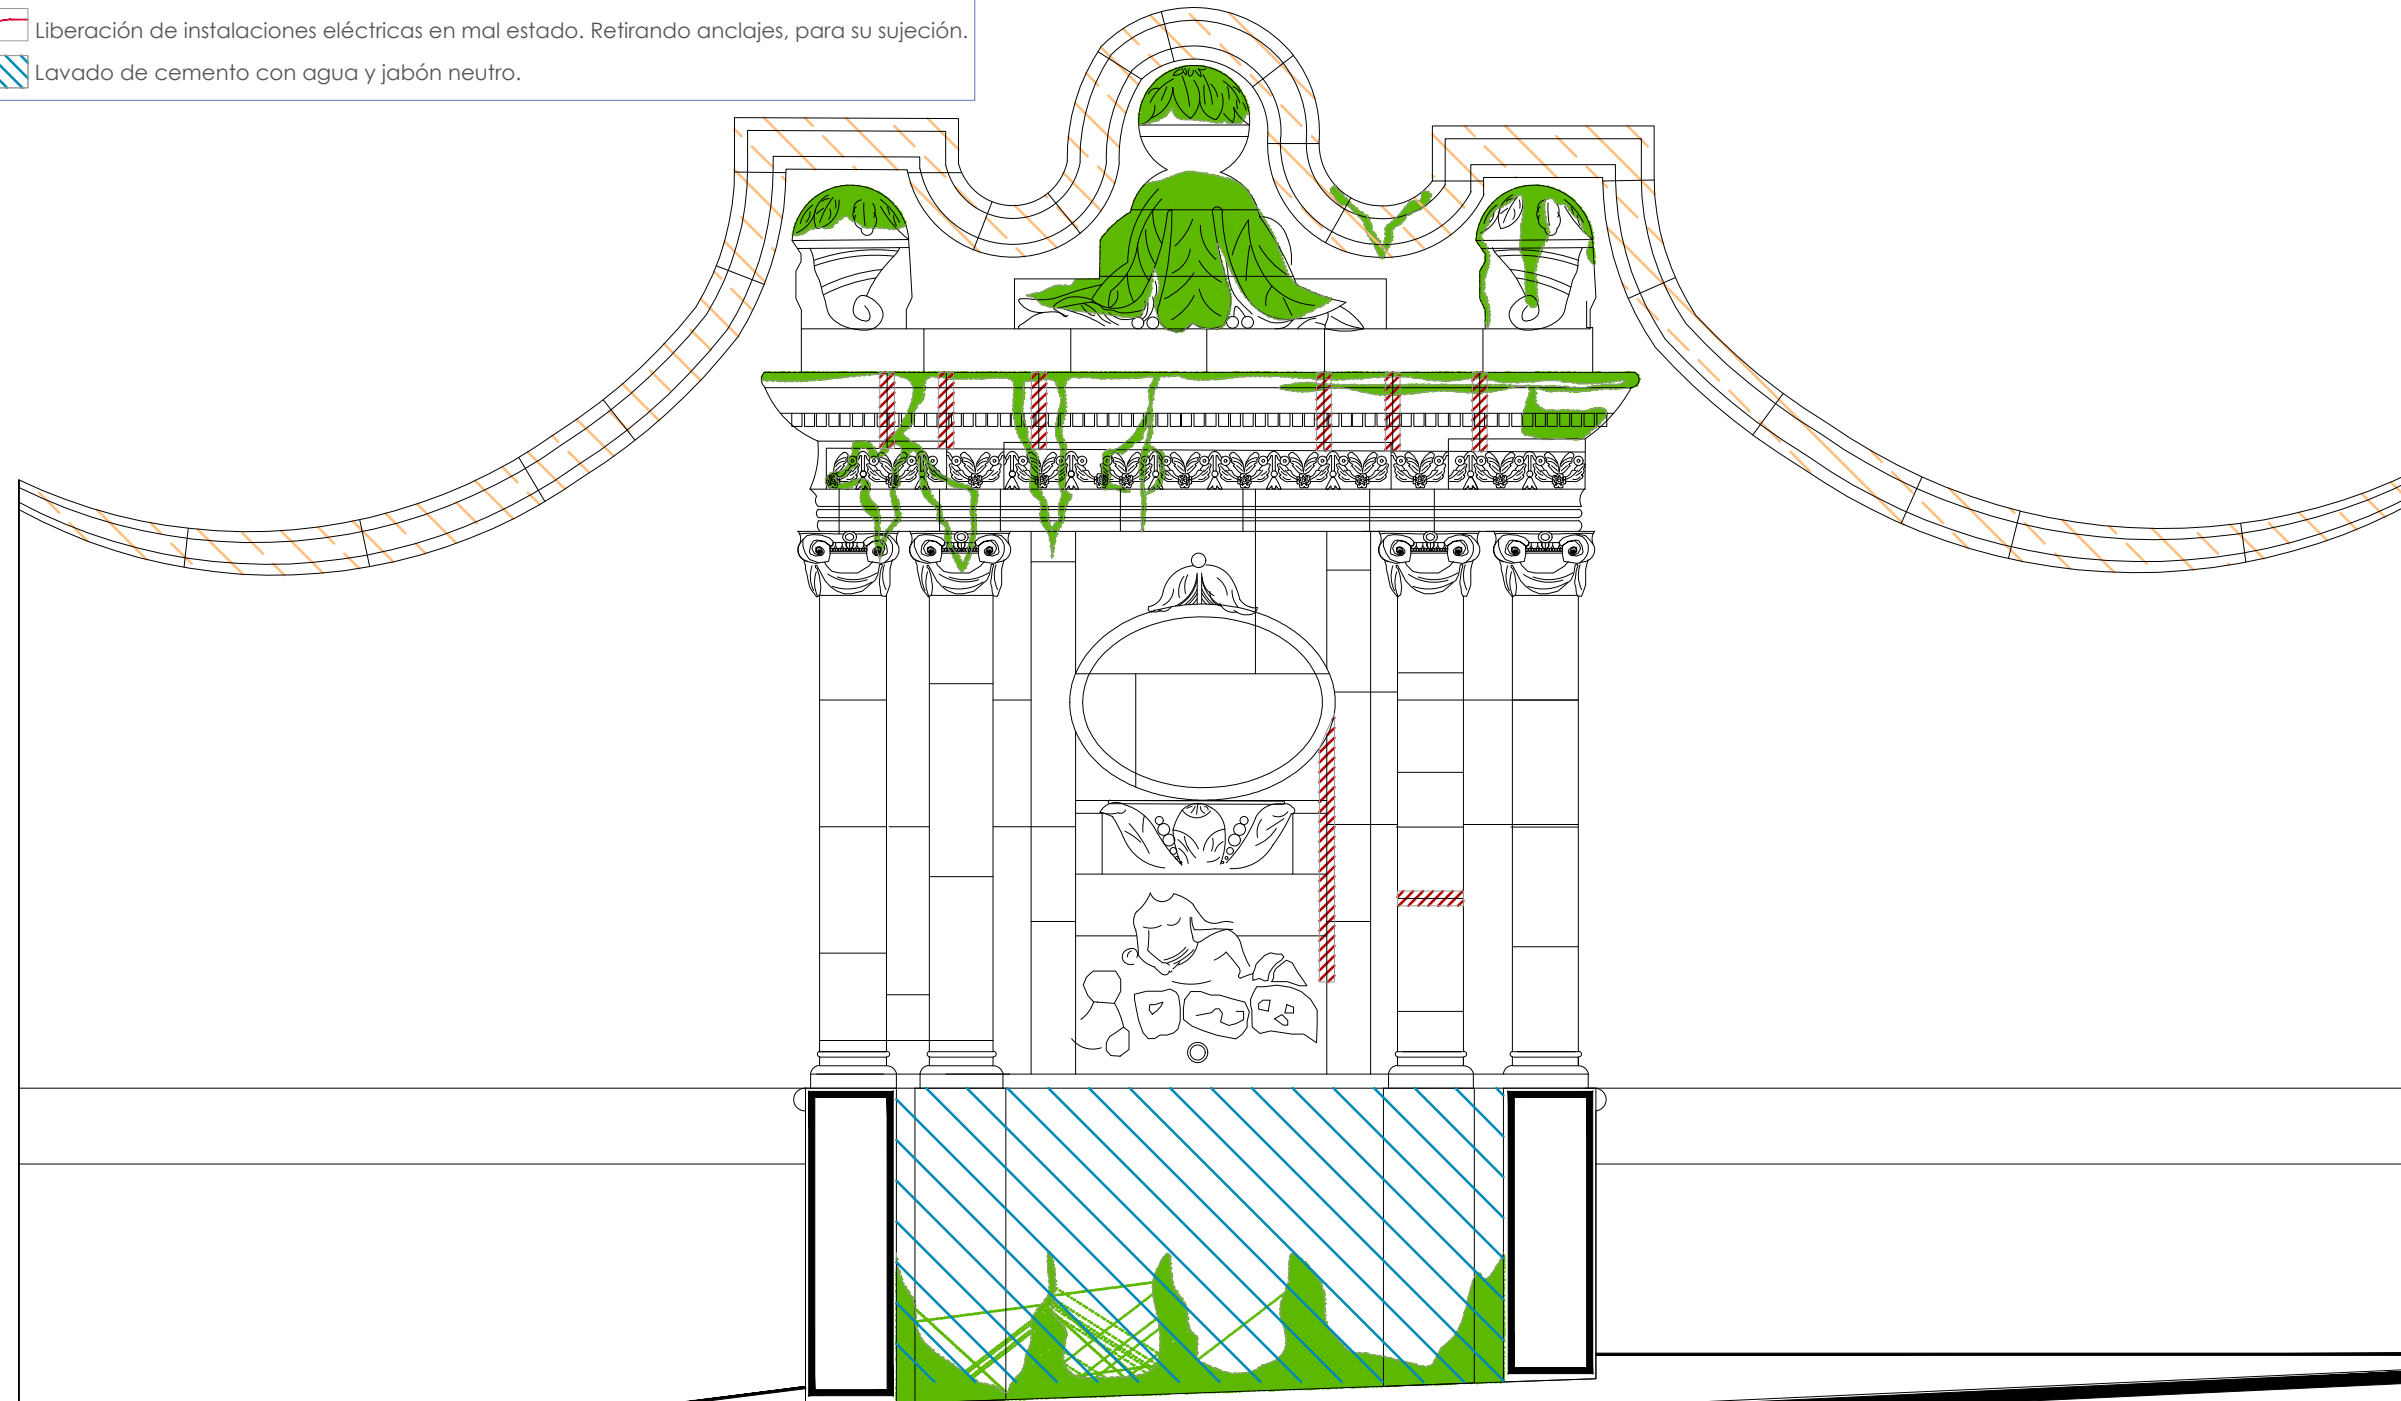 Liberación de instalaciones eléctricas en mal estado. Retirando anclajes, para su sujeción.
Lavado de cemento con agua y jabón neutro.